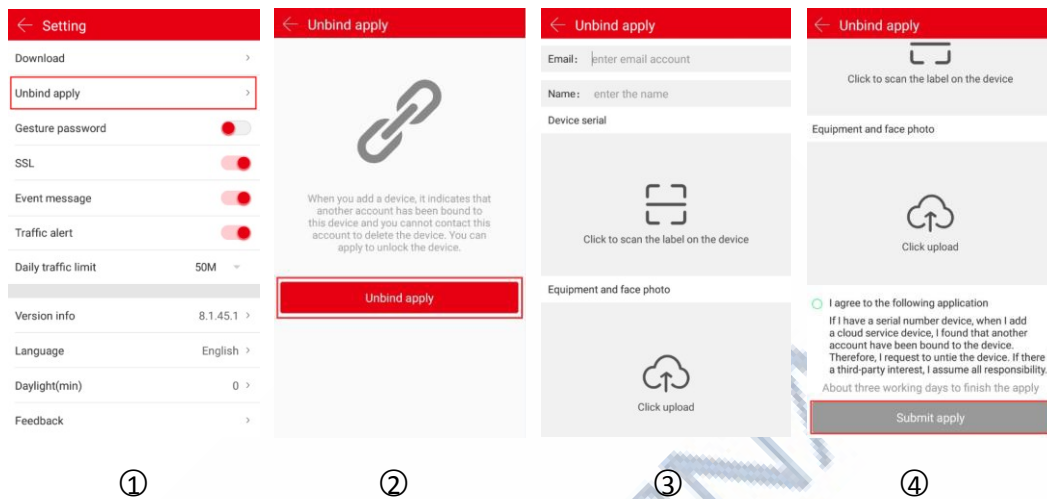 Setting
Download
Unbind apply
Gesture password
SSL
Event message
Traffic alert
Daily traffic limit 50M
Version info 8.1.45.1
Language English
Daylight(min) 0
Feedback
①
Unbind apply
When you add a device, it indicates that
another account has been bound to
this device and you cannot contact this
account to delete the device. You can
apply to unlock the device.
Unbind apply
②
Unbind apply
Email: enter email account
Name: enter the name
Device serial
Click to scan the label on the device
Equipment and face photo
Click upload
③
Unbind apply
Click to scan the label on the device
Equipment and face photo
Click upload
I agree to the following application
If I have a serial number device, when I add
a cloud service device, I found that another
account have been bound to the device.
Therefore, I request to untie the device. If there
a third-party interest, I assume all responsibility.
About three working days to finish the apply
Submit apply
④